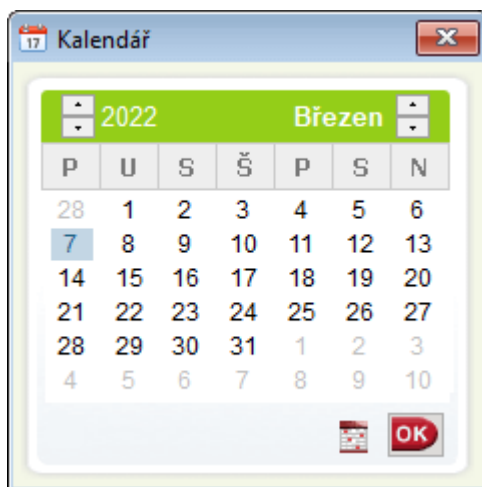 17 Kalendář
2022 Březen
P U S Š P S N
28 1 2 3 4 5 6
7 8 9 10 11 12 13
14 15 16 17 18 19 20
21 22 23 24 25 26 27
28 29 30 31 1 2 3
4 5 6 7 8 9 10
OK